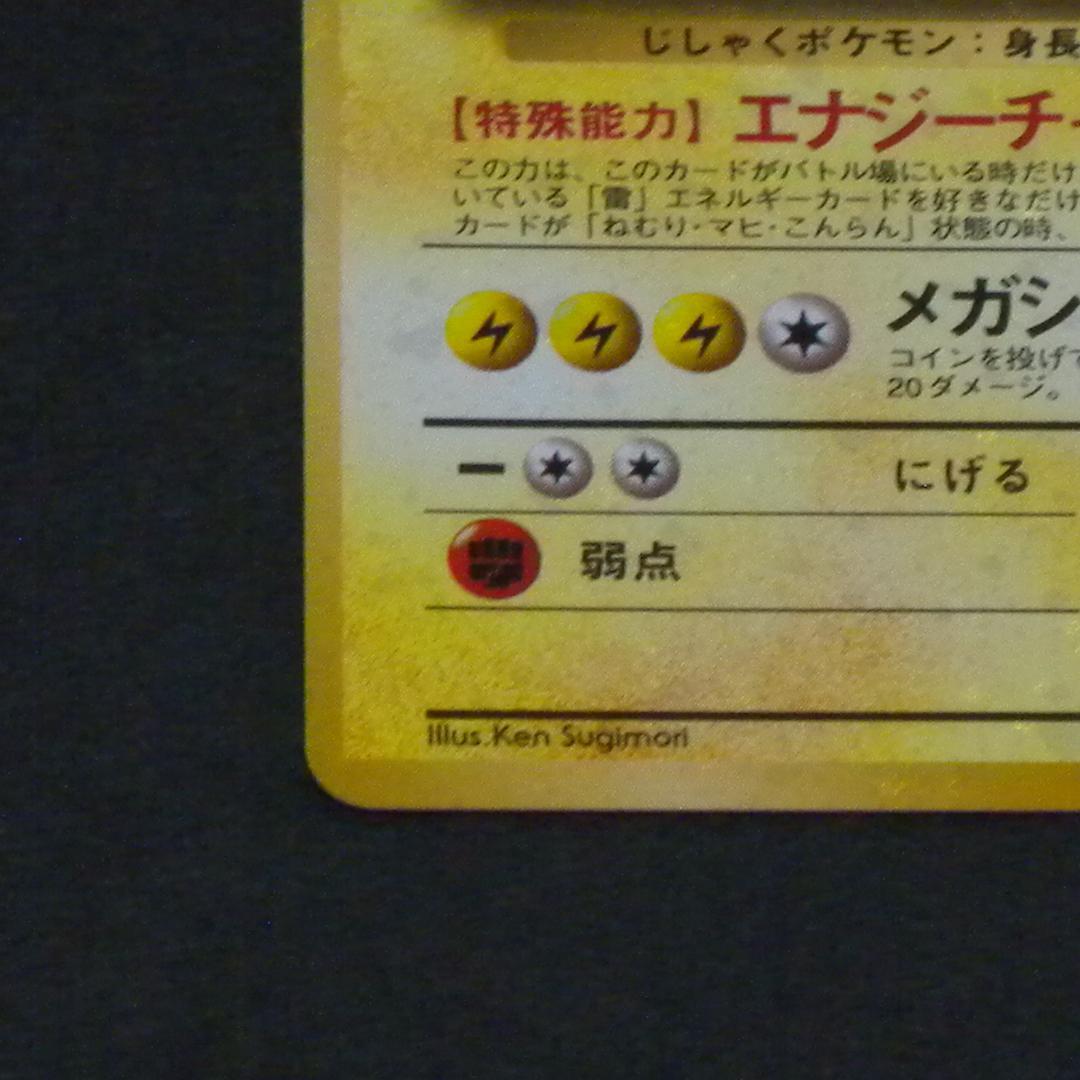 じしゃくポケモン：身長
【特殊能力】 エナジーチ
この力は、このカードがバトル場にいる時だけ
いている「雷」エネルギーカードを好きなだけ
カードが「ねむり・マヒ・こんらん」状態の時、
メガシ
コインを投げて
20ダメージ。
にげる
弱点
Illus.Ken Sugimori